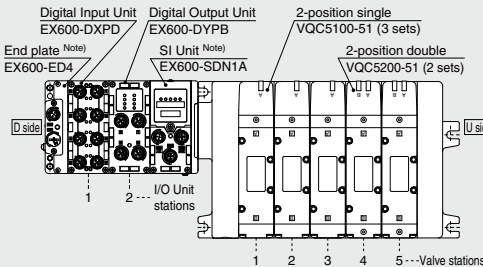 Digital Input Unit
EX600-DXPD
Digital Output Unit
EX600-DYPB
2-position single
VQC5100-51 (3 sets)
End plate Note)
EX600-ED4
SI Unit Note)
EX600-SDN1A
2-position double
VQC5200-51 (2 sets)
D side
1
2
I/O Unit
stations
1 2 3 4 5 Valve stations